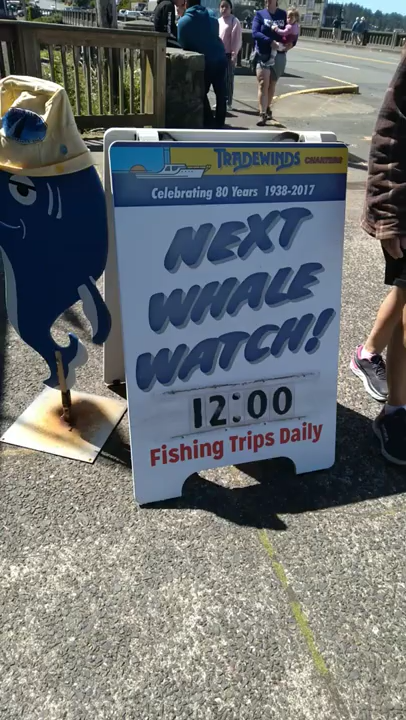 TRADEWINDS CHARTERS
Celebrating 80 Years 1938-2017
NEXT
WHALE
WATCH!
12:00
Fishing Trips Daily